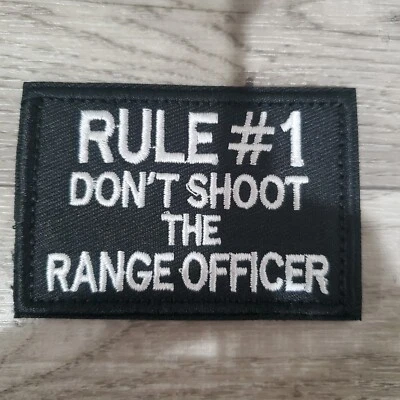 RULE #1
DON'T SHOOT
THE
RANGE OFFICER